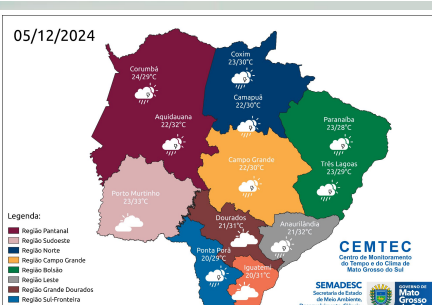 05/12/2024
Coxim
23/30°C
Corumbá
24/29°C
Camapuã
22/30°C
Aquidauana
22/32°C
Paranaíba
23/28°C
Campo Grande
22/30°C
Três Lagoas
23/29°C
Porto Murtinho
23/33°C
Dourados
21/31°C
Anaurilândia
21/32°C
Ponta Porã
20/29°C
Iguatemi
20/31°C
Legenda:
Região Pantanal
Região Sudoeste
Região Norte
Região Campo Grande
Região Bolsão
Região Leste
Região Grande Dourados
Região Sul-Fronteira
CEMTEC
Centro de Monitoramento
do Tempo e do Clima de
Mato Grosso do Sul
SEMADESC
Secretaria de Estado
de Meio Ambiente,
GOVERNO DE
Mato
Grosso